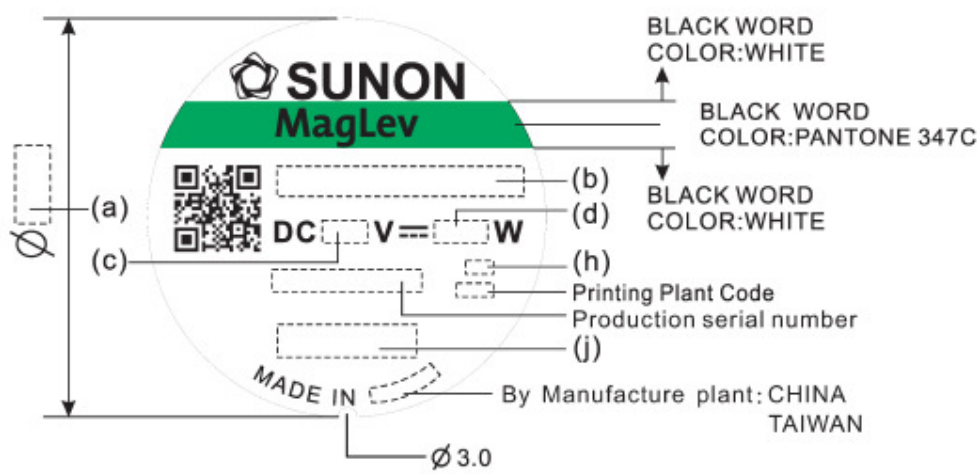 BLACK WORD
COLOR:WHITE
SUNON
MagLev
BLACK WORD
COLOR:PANTONE 347C
(b)
BLACK WORD
COLOR:WHITE
(a)
(d)
Ø
DC V W
(c)
(h)
Printing Plant Code
Production serial number
(j)
MADE IN
By Manufacture plant: CHINA
TAIWAN
Ø 3.0